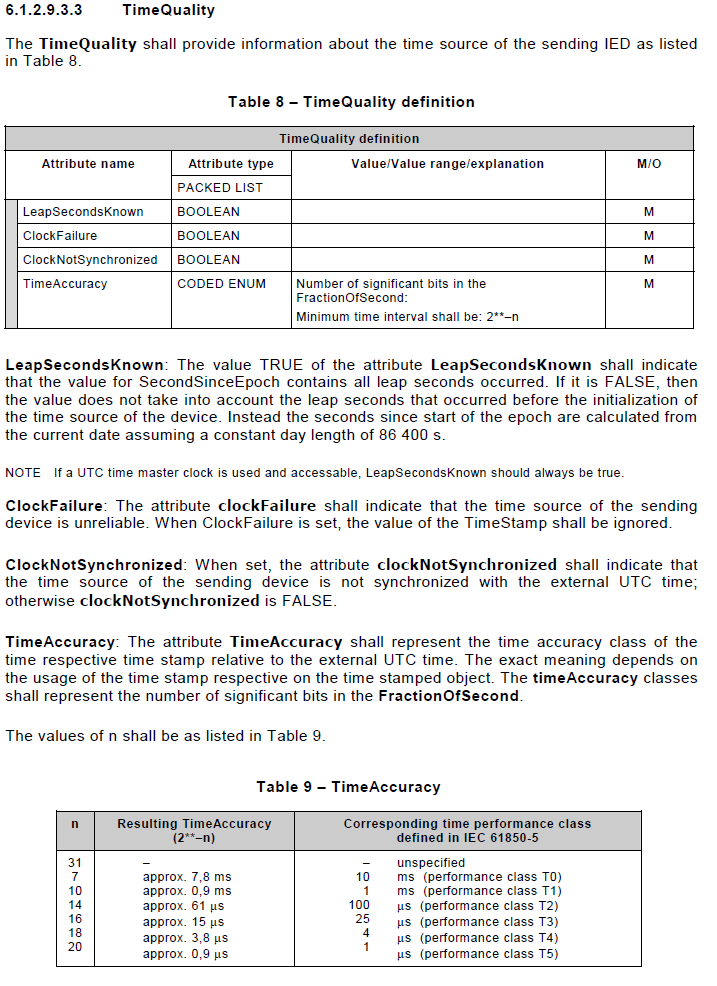 6.1.2.9.3.3 TimeQuality
The TimeQuality shall provide information about the time source of the sending IED as listed
in Table 8.
Table 8 – TimeQuality definition
TimeQuality definition
Attribute name Attribute type Value/Value range/explanation M/O
PACKED LIST
LeapSecondsKnown BOOLEAN M
ClockFailure BOOLEAN M
ClockNotSynchronized BOOLEAN M
TimeAccuracy CODED ENUM Number of significant bits in the M
FractionOfSecond:
Minimum time interval shall be: 2**–n
LeapSecondsKnown: The value TRUE of the attribute LeapSecondsKnown shall indicate
that the value for SecondSinceEpoch contains all leap seconds occurred. If it is FALSE, then
the value does not take into account the leap seconds that occurred before the initialization of
the time source of the device. Instead the seconds since start of the epoch are calculated from
the current date assuming a constant day length of 86 400 s.
NOTE If a UTC time master clock is used and accessable, LeapSecondsKnown should always be true.
ClockFailure: The attribute clockFailure shall indicate that the time source of the sending
device is unreliable. When ClockFailure is set, the value of the TimeStamp shall be ignored.
ClockNotSynchronized: When set, the attribute clockNotSynchronized shall indicate that
the time source of the sending device is not synchronized with the external UTC time;
otherwise clockNotSynchronized is FALSE.
TimeAccuracy: The attribute TimeAccuracy shall represent the time accuracy class of the
time respective time stamp relative to the external UTC time. The exact meaning depends on
the usage of the time stamp respective on the time stamped object. The timeAccuracy classes
shall represent the number of significant bits in the FractionOfSecond.
The values of n shall be as listed in Table 9.
Table 9 – TimeAccuracy
n Resulting TimeAccuracy Corresponding time performance class
(2**–n) defined in IEC 61850-5
31 – – unspecified
7 approx. 7,8 ms 10 ms (performance class T0)
10 approx. 0,9 ms 1 ms (performance class T1)
14 approx. 61 μs 100 μs (performance class T2)
16 approx. 15 μs 25 μs (performance class T3)
18 approx. 3,8 μs 4 μs (performance class T4)
20 approx. 0,9 μs 1 μs (performance class T5)